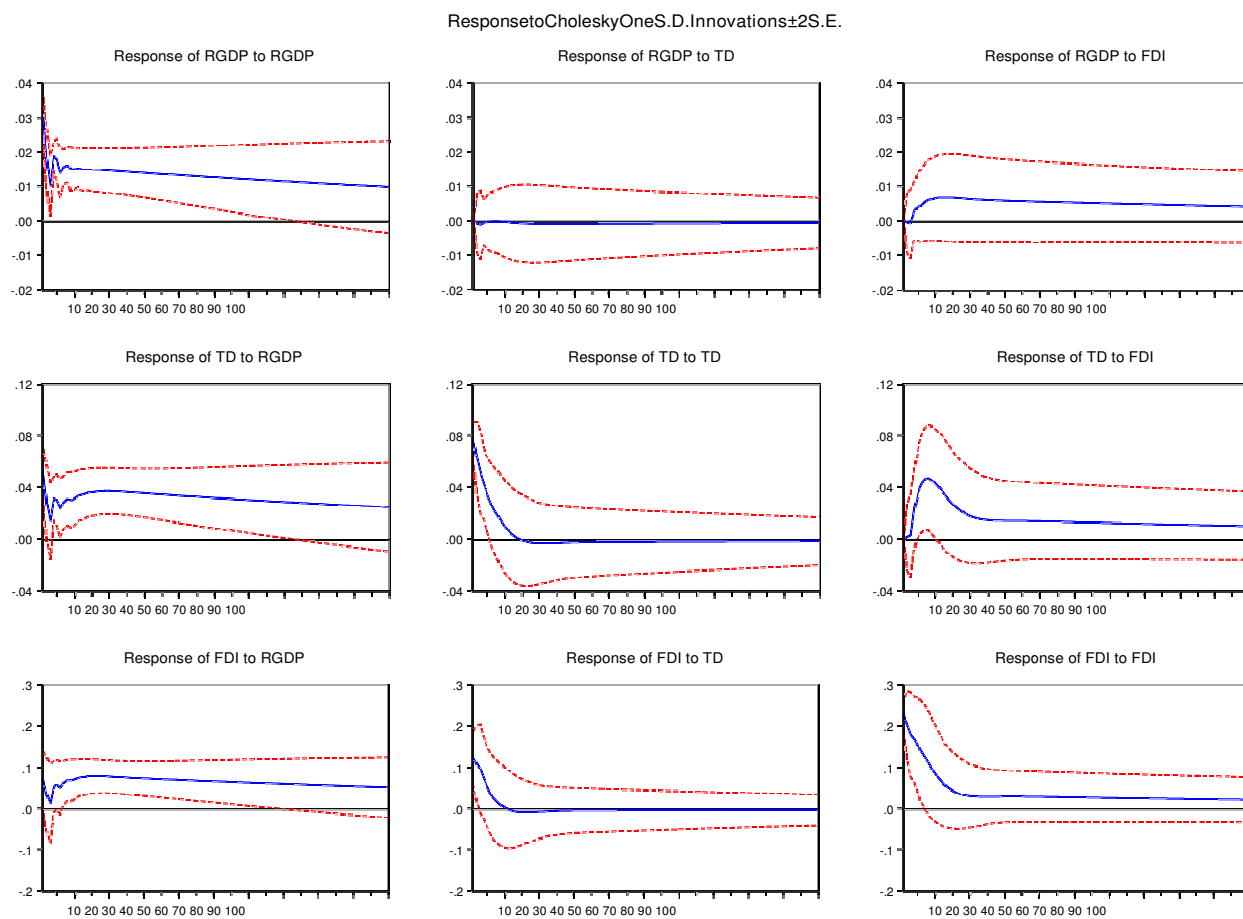 ResponsetoCholeskyOneS.D.Innovations±2S.E.
Response of RGDP to RGDP
.04
.03
.02
.01
.00
-.01
-.02
10 20 30 40 50 60 70 80 90 100
Response of RGDP to TD
.04
.03
.02
.01
.00
-.01
-.02
10 20 30 40 50 60 70 80 90 100
Response of RGDP to FDI
.04
.03
.02
.01
.00
-.01
-.02
10 20 30 40 50 60 70 80 90 100
Response of TD to RGDP
.12
.08
.04
.00
-.04
10 20 30 40 50 60 70 80 90 100
Response of TD to TD
.12
.08
.04
.00
-.04
10 20 30 40 50 60 70 80 90 100
Response of TD to FDI
.12
.08
.04
.00
-.04
10 20 30 40 50 60 70 80 90 100
Response of FDI to RGDP
.3
.2
.1
.0
-.1
-.2
10 20 30 40 50 60 70 80 90 100
Response of FDI to TD
.3
.2
.1
.0
-.1
-.2
10 20 30 40 50 60 70 80 90 100
Response of FDI to FDI
.3
.2
.1
.0
-.1
-.2
10 20 30 40 50 60 70 80 90 100